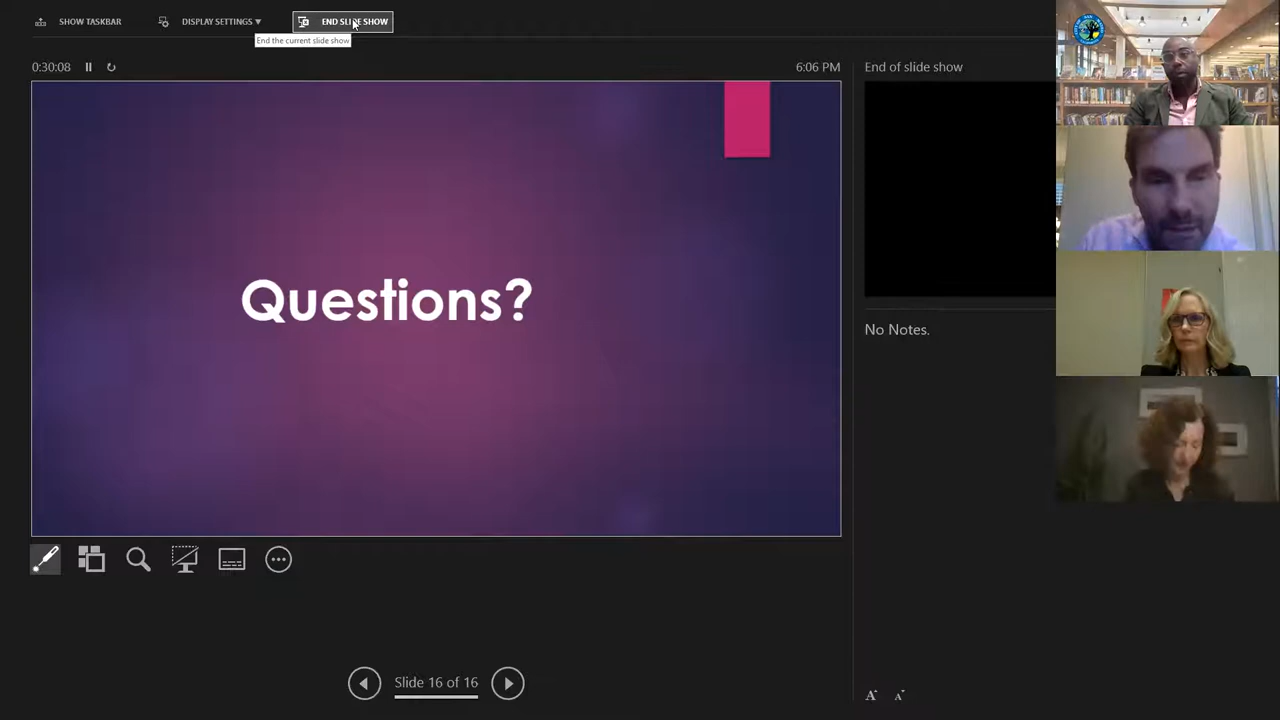 SHOW TASKBAR
DISPLAY SETTINGS ▾
END SLIDE SHOW
End the current slide show
0:30:08
6:06 PM
End of slide show
Questions?
No Notes.
Slide 16 of 16
A A